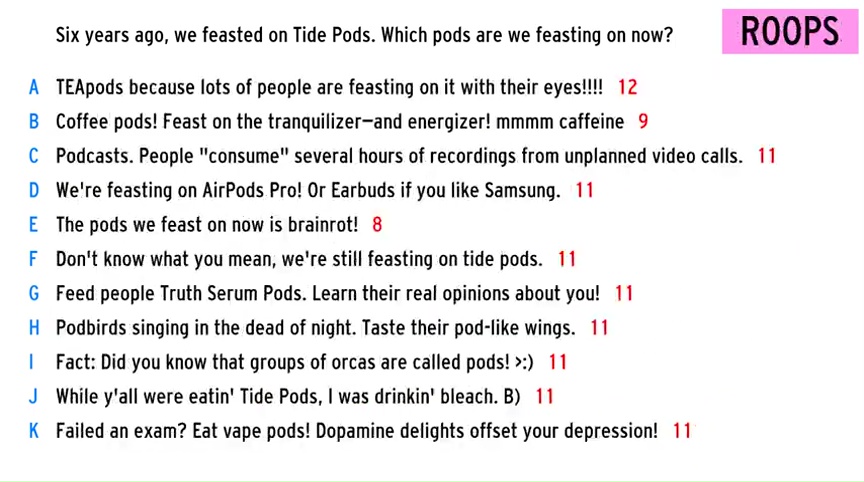 Six years ago, we feasted on Tide Pods. Which pods are we feasting on now?
ROOPS
A TEApods because lots of people are feasting on it with their eyes!!!! 12
B Coffee pods! Feast on the tranquilizer—and energizer! mmmm caffeine 9
C Podcasts. People "consume" several hours of recordings from unplanned video calls. 11
D We're feasting on AirPods Pro! Or Earbuds if you like Samsung. 11
E The pods we feast on now is brainrot! 8
F Don't know what you mean, we're still feasting on tide pods. 11
G Feed people Truth Serum Pods. Learn their real opinions about you! 11
H Podbirds singing in the dead of night. Taste their pod-like wings. 11
I Fact: Did you know that groups of orcas are called pods! >:) 11
J While y'all were eatin' Tide Pods, I was drinkin' bleach. B) 11
K Failed an exam? Eat vape pods! Dopamine delights offset your depression! 11